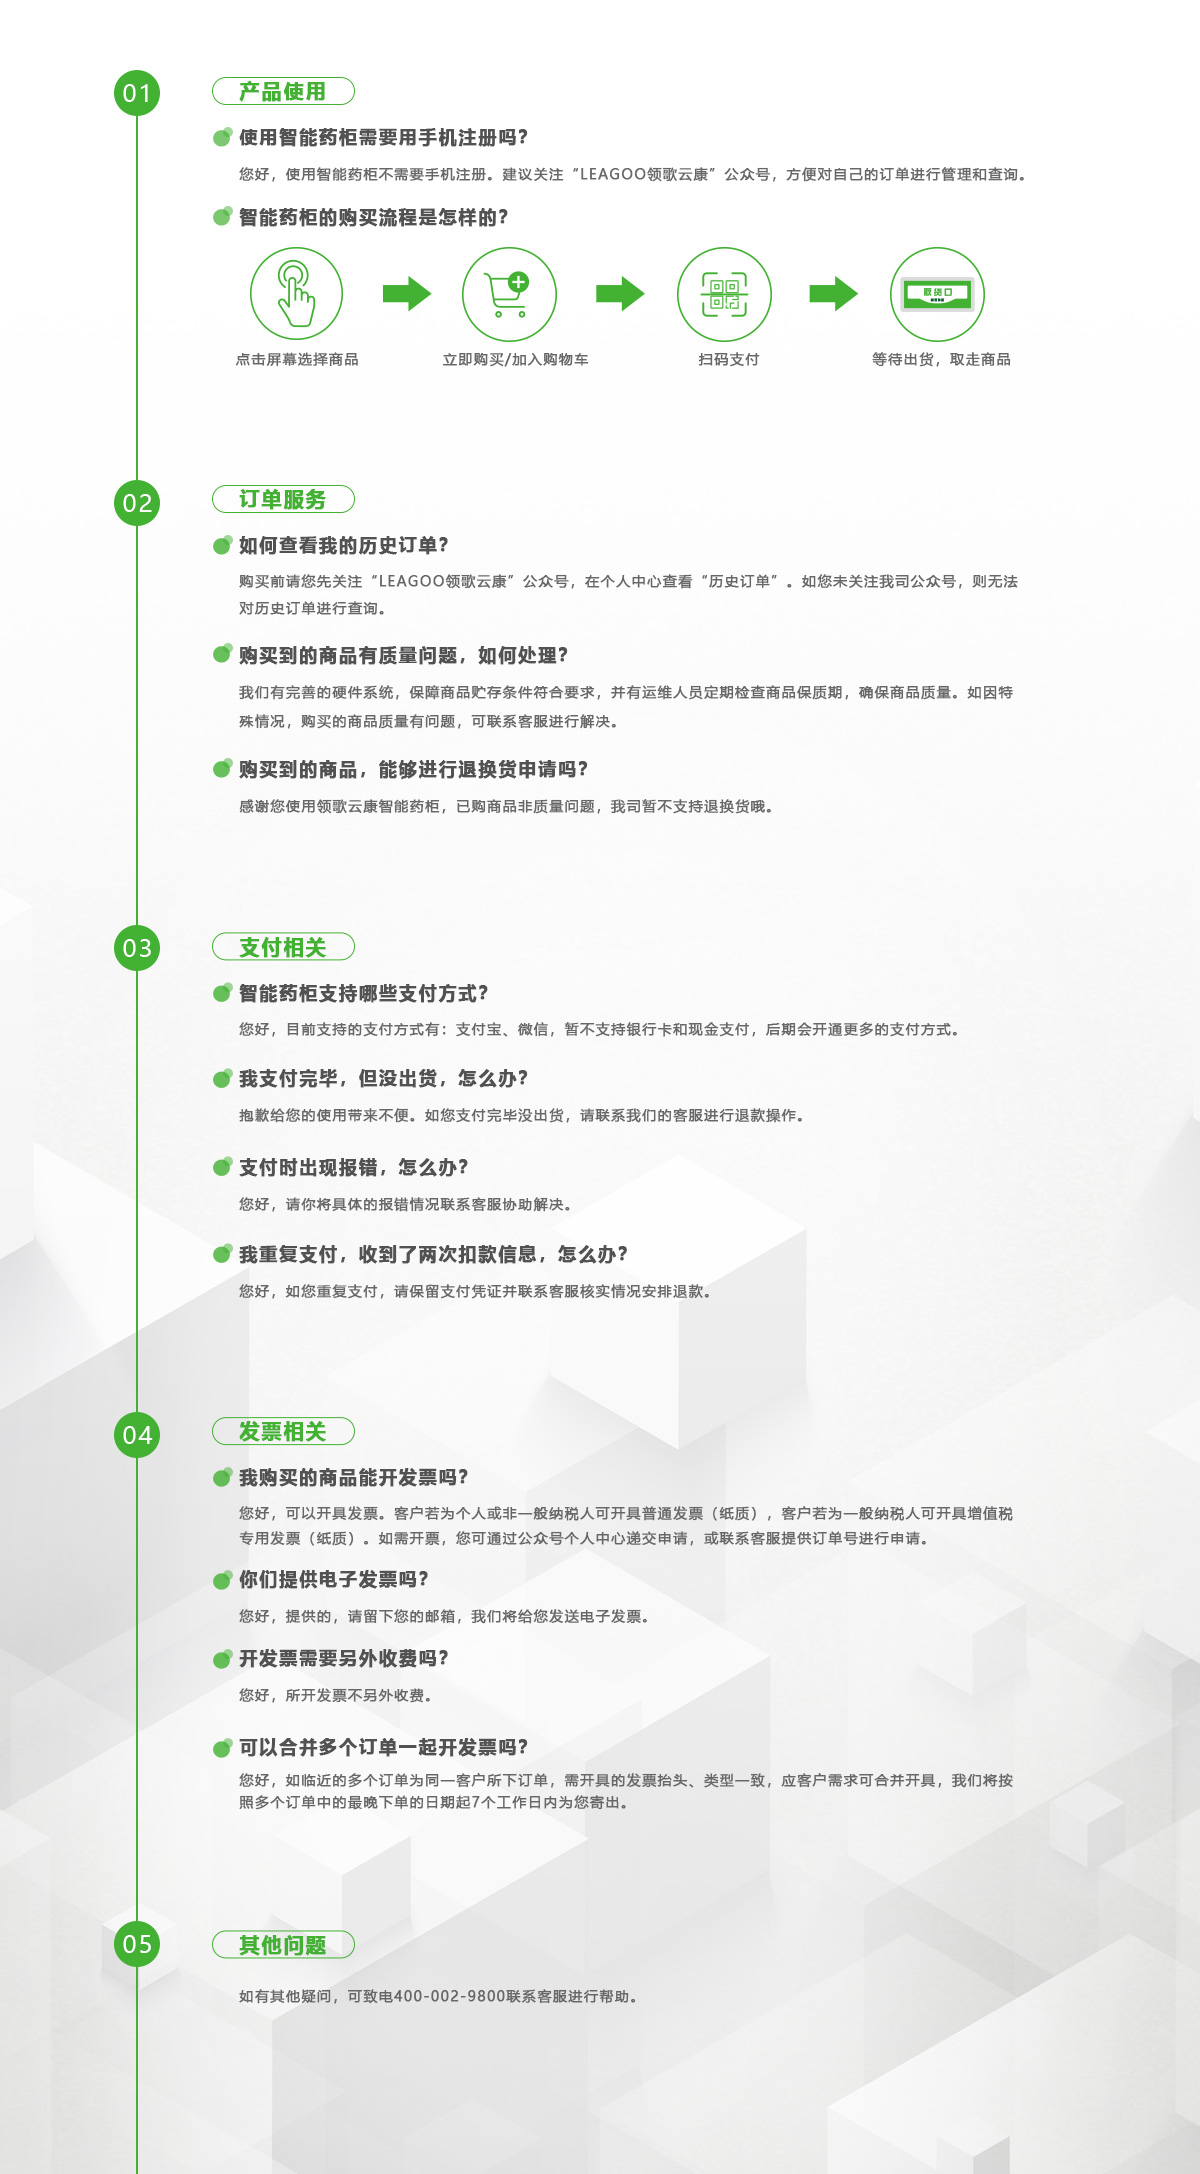 01
产品使用
使用智能药柜需要用手机注册吗？
您好，使用智能药柜不需要手机注册。建议关注“LEAGOO领歌云康”公众号，方便对自己的订单进行管理和查询。
智能药柜的购买流程是怎样的？
取货口
点击屏幕选择商品
立即购买/加入购物车
扫码支付
等待出货，取走商品
02
订单服务
如何查看我的历史订单？
购买前请您先关注“LEAGOO领歌云康”公众号，在个人中心查看“历史订单”。如您未关注我司公众号，则无法
对历史订单进行查询。
购买到的商品有质量问题，如何处理？
我们有完善的硬件系统，保障商品贮存条件符合要求，并有运维人员定期检查商品保质期，确保商品质量。如因特
殊情况，购买的商品质量有问题，可联系客服进行解决。
购买到的商品，能够进行退换货申请吗？
感谢您使用领歌云康智能药柜，已购商品非质量问题，我司暂不支持退换货哦。
03
支付相关
智能药柜支持哪些支付方式？
您好，目前支持的支付方式有：支付宝、微信，暂不支持银行卡和现金支付，后期会开通更多的支付方式。
我支付完毕，但没出货，怎么办？
抱歉给您的使用带来不便。如您支付完毕没出货，请联系我们的客服进行退款操作。
支付时出现报错，怎么办？
您好，请你将具体的报错情况联系客服协助解决。
我重复支付，收到了两次扣款信息，怎么办？
您好，如您重复支付，请保留支付凭证并联系客服核实情况安排退款。
04
发票相关
我购买的商品能开发票吗？
您好，可以开具发票。客户若为个人或非一般纳税人可开具普通发票（纸质），客户若为一般纳税人可开具增值税
专用发票（纸质）。如需开票，您可通过公众号个人中心递交申请，或联系客服提供订单号进行申请。
你们提供电子发票吗？
您好，提供的，请留下您的邮箱，我们将给您发送电子发票。
开发票需要另外收费吗？
您好，所开发票不另外收费。
可以合并多个订单一起开发票吗？
您好，如临近的多个订单为同一客户所下订单，需开具的发票抬头、类型一致，应客户需求可合并开具，我们将按
照多个订单中的最晚下单的日期起7个工作日内为您寄出。
05
其他问题
如有其他疑问，可致电400-002-9800联系客服进行帮助。